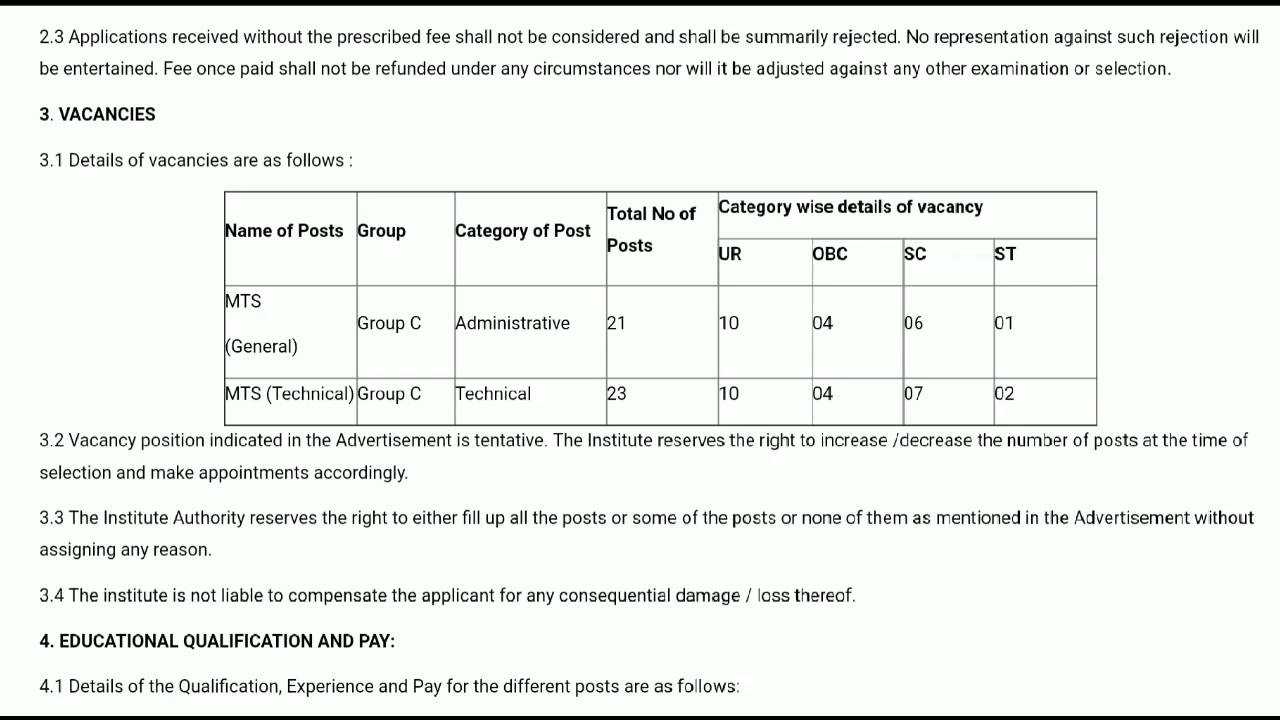 2.3 Applications received without the prescribed fee shall not be considered and shall be summarily rejected. No representation against such rejection will
be entertained. Fee once paid shall not be refunded under any circumstances nor will it be adjusted against any other examination or selection.
3. VACANCIES
3.1 Details of vacancies are as follows :
Name of Posts Group Category of Post Total No of Posts Category wise details of vacancy
UR OBC SC ST
MTS (General) Group C Administrative 21 10 04 06 01
MTS (Technical) Group C Technical 23 10 04 07 02
3.2 Vacancy position indicated in the Advertisement is tentative. The Institute reserves the right to increase /decrease the number of posts at the time of
selection and make appointments accordingly.
3.3 The Institute Authority reserves the right to either fill up all the posts or some of the posts or none of them as mentioned in the Advertisement without
assigning any reason.
3.4 The institute is not liable to compensate the applicant for any consequential damage / loss thereof.
4. EDUCATIONAL QUALIFICATION AND PAY:
4.1 Details of the Qualification, Experience and Pay for the different posts are as follows: